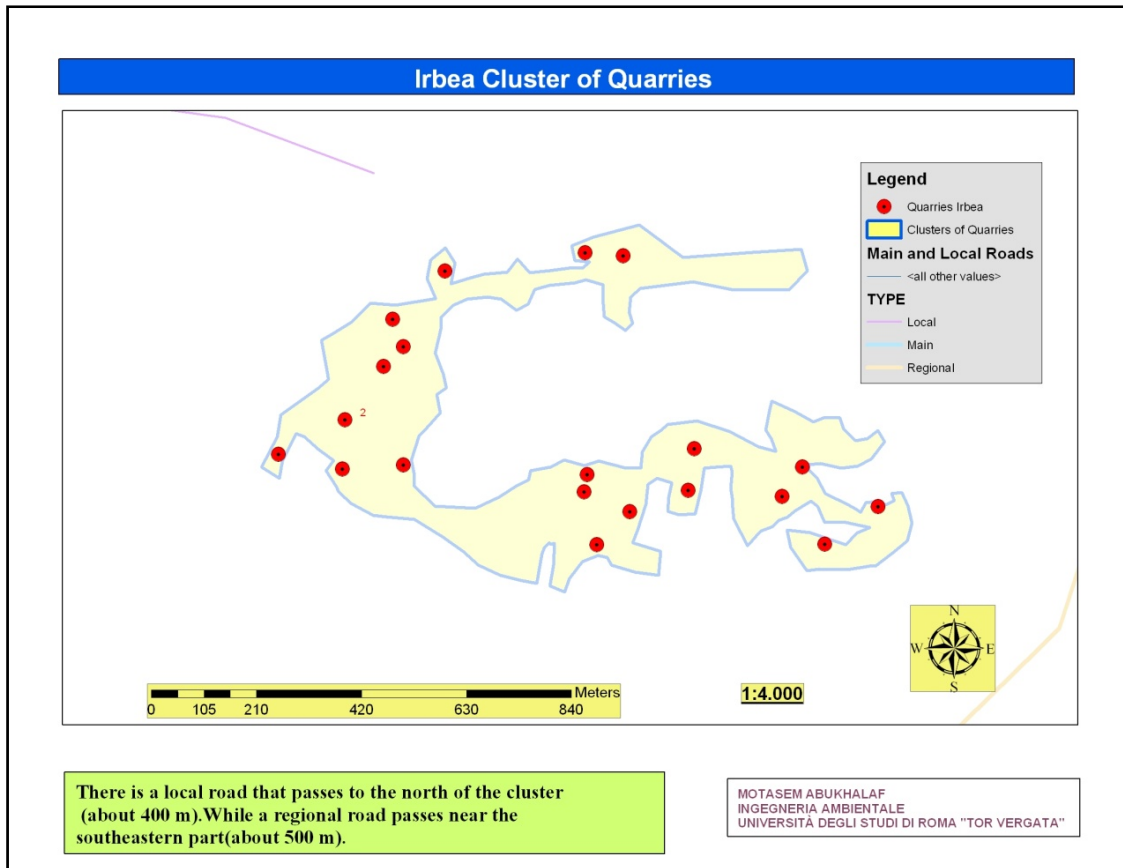 Irbea Cluster of Quarries
Legend
Quarries Irbea
Clusters of Quarries
Main and Local Roads
<all other values>
TYPE
Local
Main
Regional
2
N
W E
S
Meters
0 105 210 420 630 840
1:4.000
There is a local road that passes to the north of the cluster
(about 400 m).While a regional road passes near the
southeastern part(about 500 m).
MOTASEM ABUKHALAF
INGEGNERIA AMBIENTALE
UNIVERSITÀ DEGLI STUDI DI ROMA "TOR VERGATA"